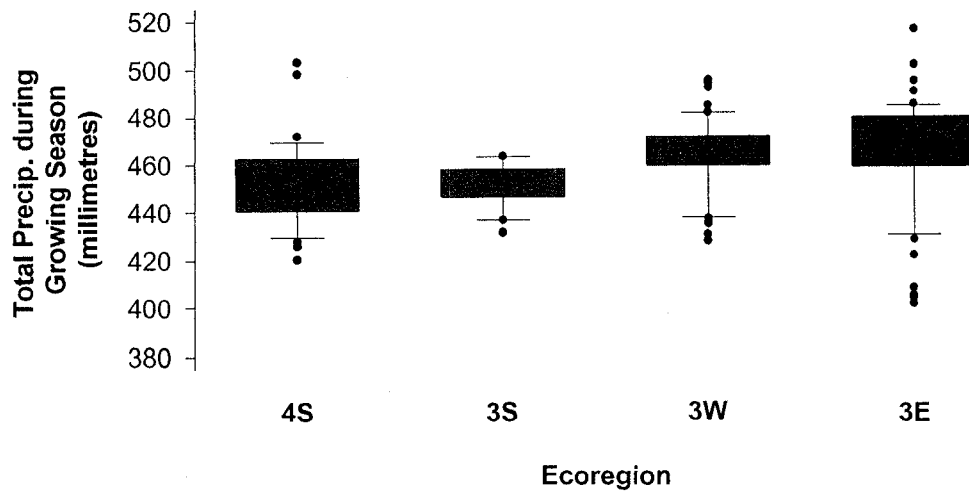 Total Precip. during
Growing Season
(millimetres)
520
500
480
460
440
420
400
380
4S
3S
3W
3E
Ecoregion